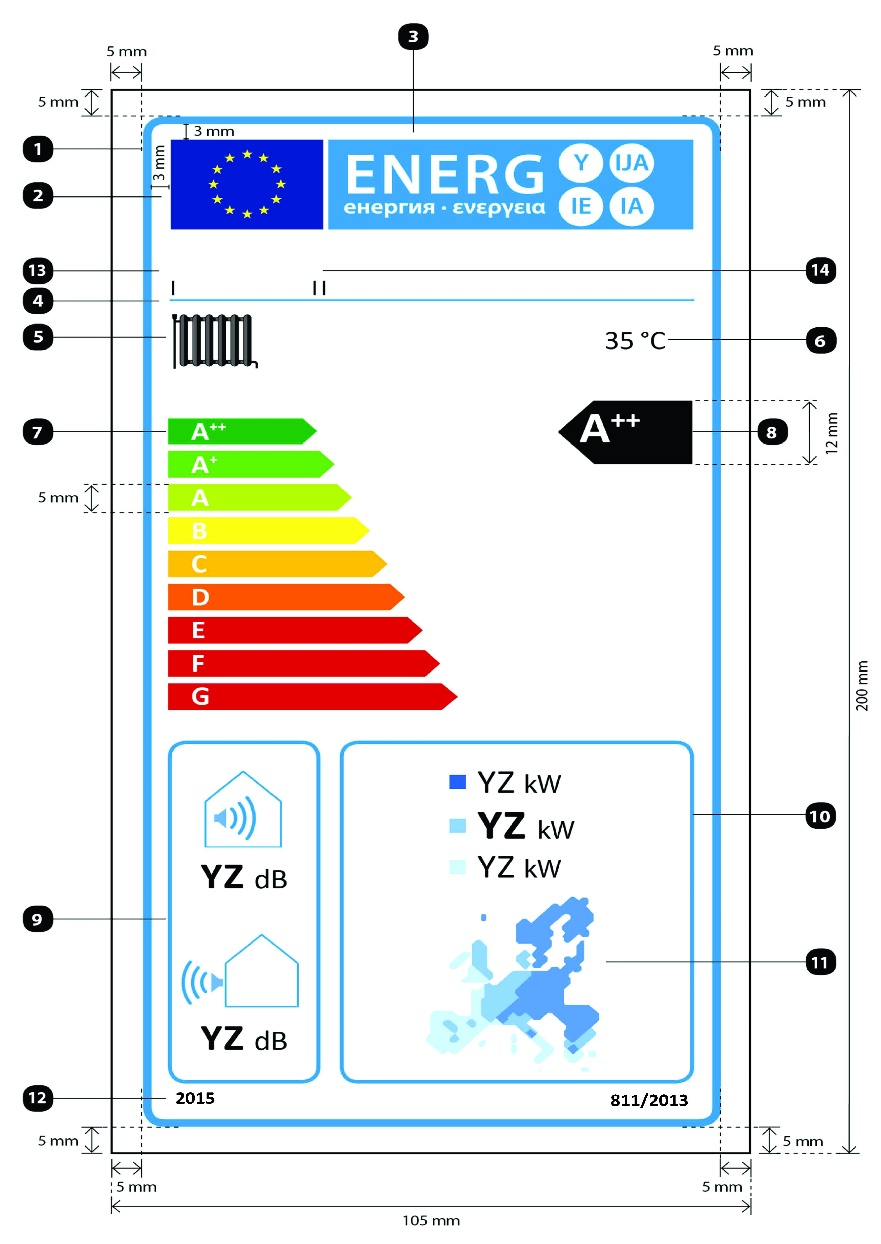 3
5 mm
5 mm
5 mm
5 mm
3 mm
1
3 mm
2
ENERG
енергия · ενεργεια
Y
IJA
IE
IA
13
14
I
II
4
5
35 °C
6
7
A++
A++
8
12 mm
A+
5 mm
A
B
C
D
E
F
G
200 mm
YZ kW
YZ kW
YZ kW
10
YZ dB
9
11
YZ dB
12
2015
811/2013
5 mm
5 mm
5 mm
5 mm
105 mm